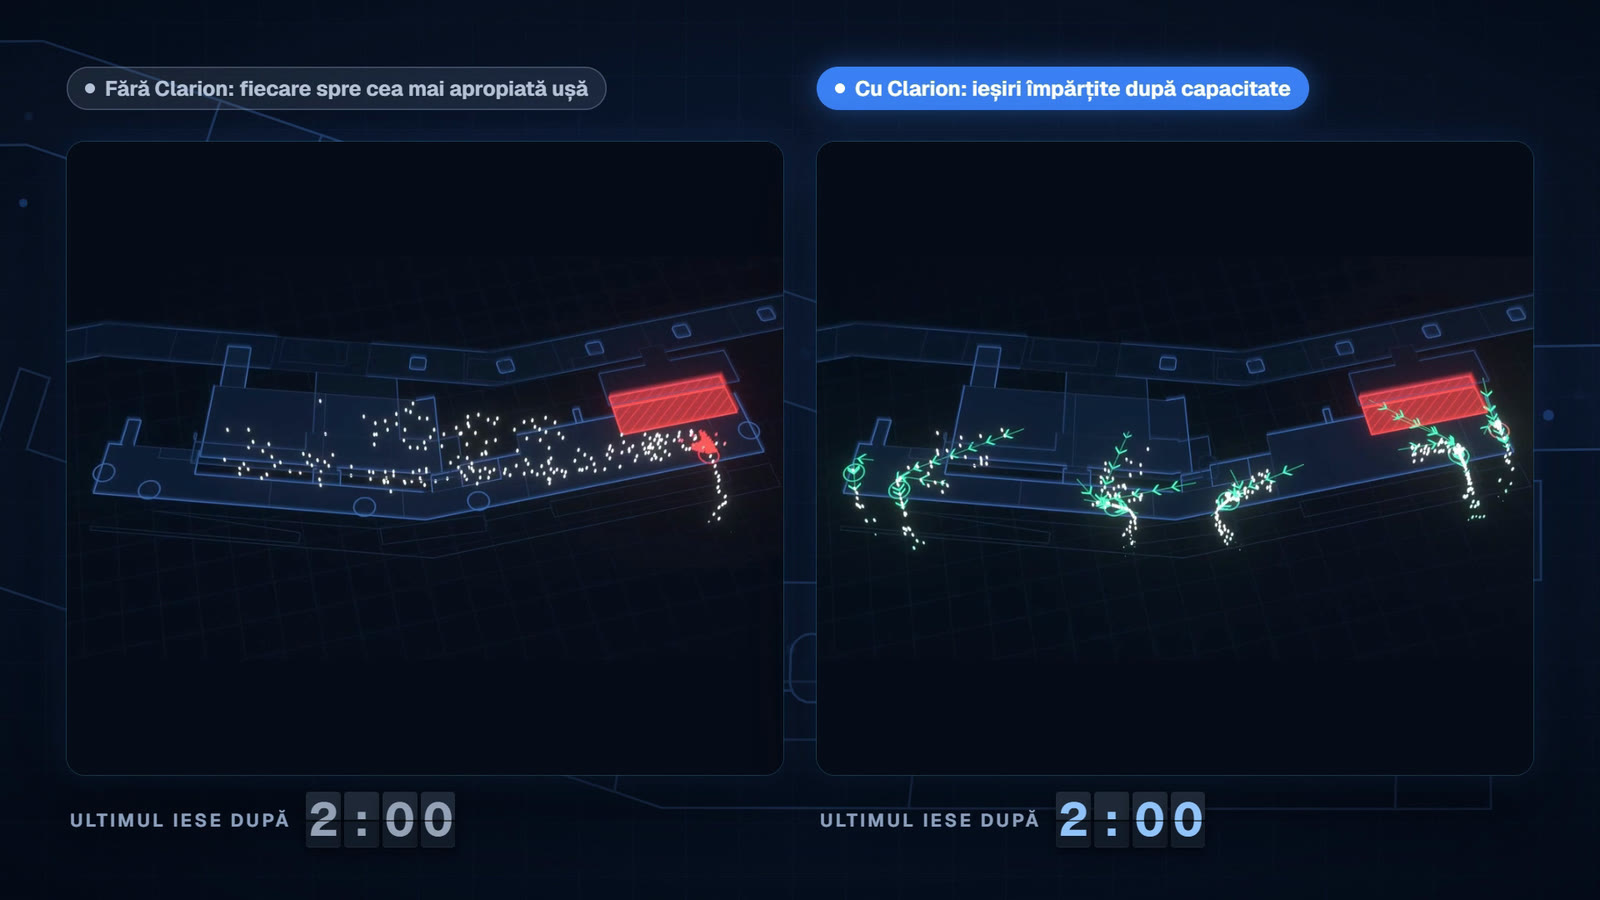 Fără Clarion: fiecare spre cea mai apropiată ușă
Cu Clarion: ieșiri împărțite după capacitate
ULTIMUL IESE DUPĂ 2:00
ULTIMUL IESE DUPĂ 2:00